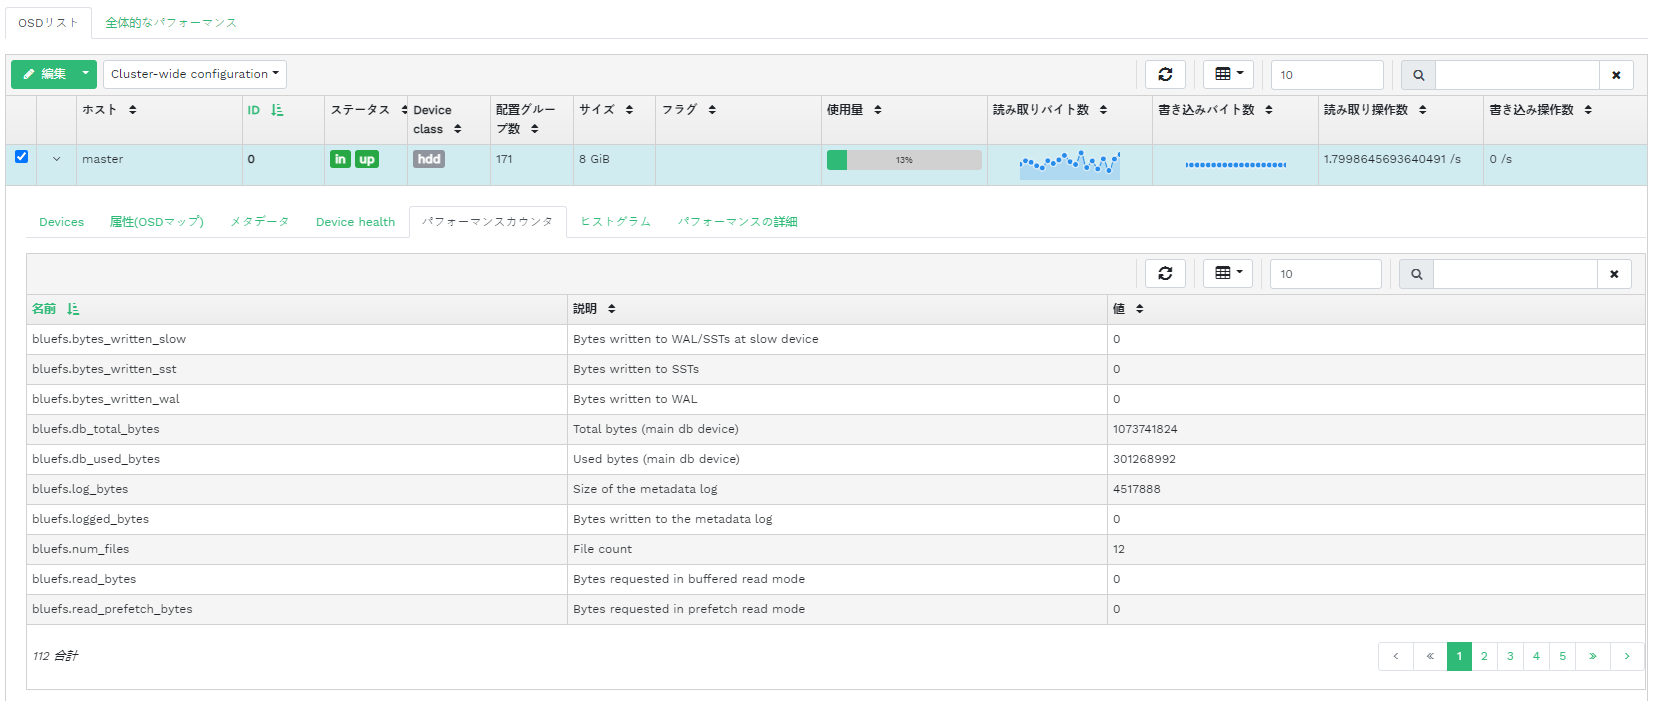 OSDリスト 全体的なパフォーマンス
編集 Cluster-wide configuration 10
ホスト ID ステータス Device class 配置グループ数 サイズ フラグ 使用量 読み取りバイト数 書き込みバイト数 読み取り操作数 書き込み操作数
master 0 in up hdd 171 8 GiB 13% 1.7998645693640491 /s 0 /s
Devices 属性(OSDマップ) メタデータ Device health パフォーマンスカウンタ ヒストグラム パフォーマンスの詳細
10
名前 説明 値
bluefs.bytes_written_slow Bytes written to WAL/SSTs at slow device 0
bluefs.bytes_written_sst Bytes written to SSTs 0
bluefs.bytes_written_wal Bytes written to WAL 0
bluefs.db_total_bytes Total bytes (main db device) 1073741824
bluefs.db_used_bytes Used bytes (main db device) 301268992
bluefs.log_bytes Size of the metadata log 4517888
bluefs.logged_bytes Bytes written to the metadata log 0
bluefs.num_files File count 12
bluefs.read_bytes Bytes requested in buffered read mode 0
bluefs.read_prefetch_bytes Bytes requested in prefetch read mode 0
112 合計 < « 1 2 3 4 5 » >